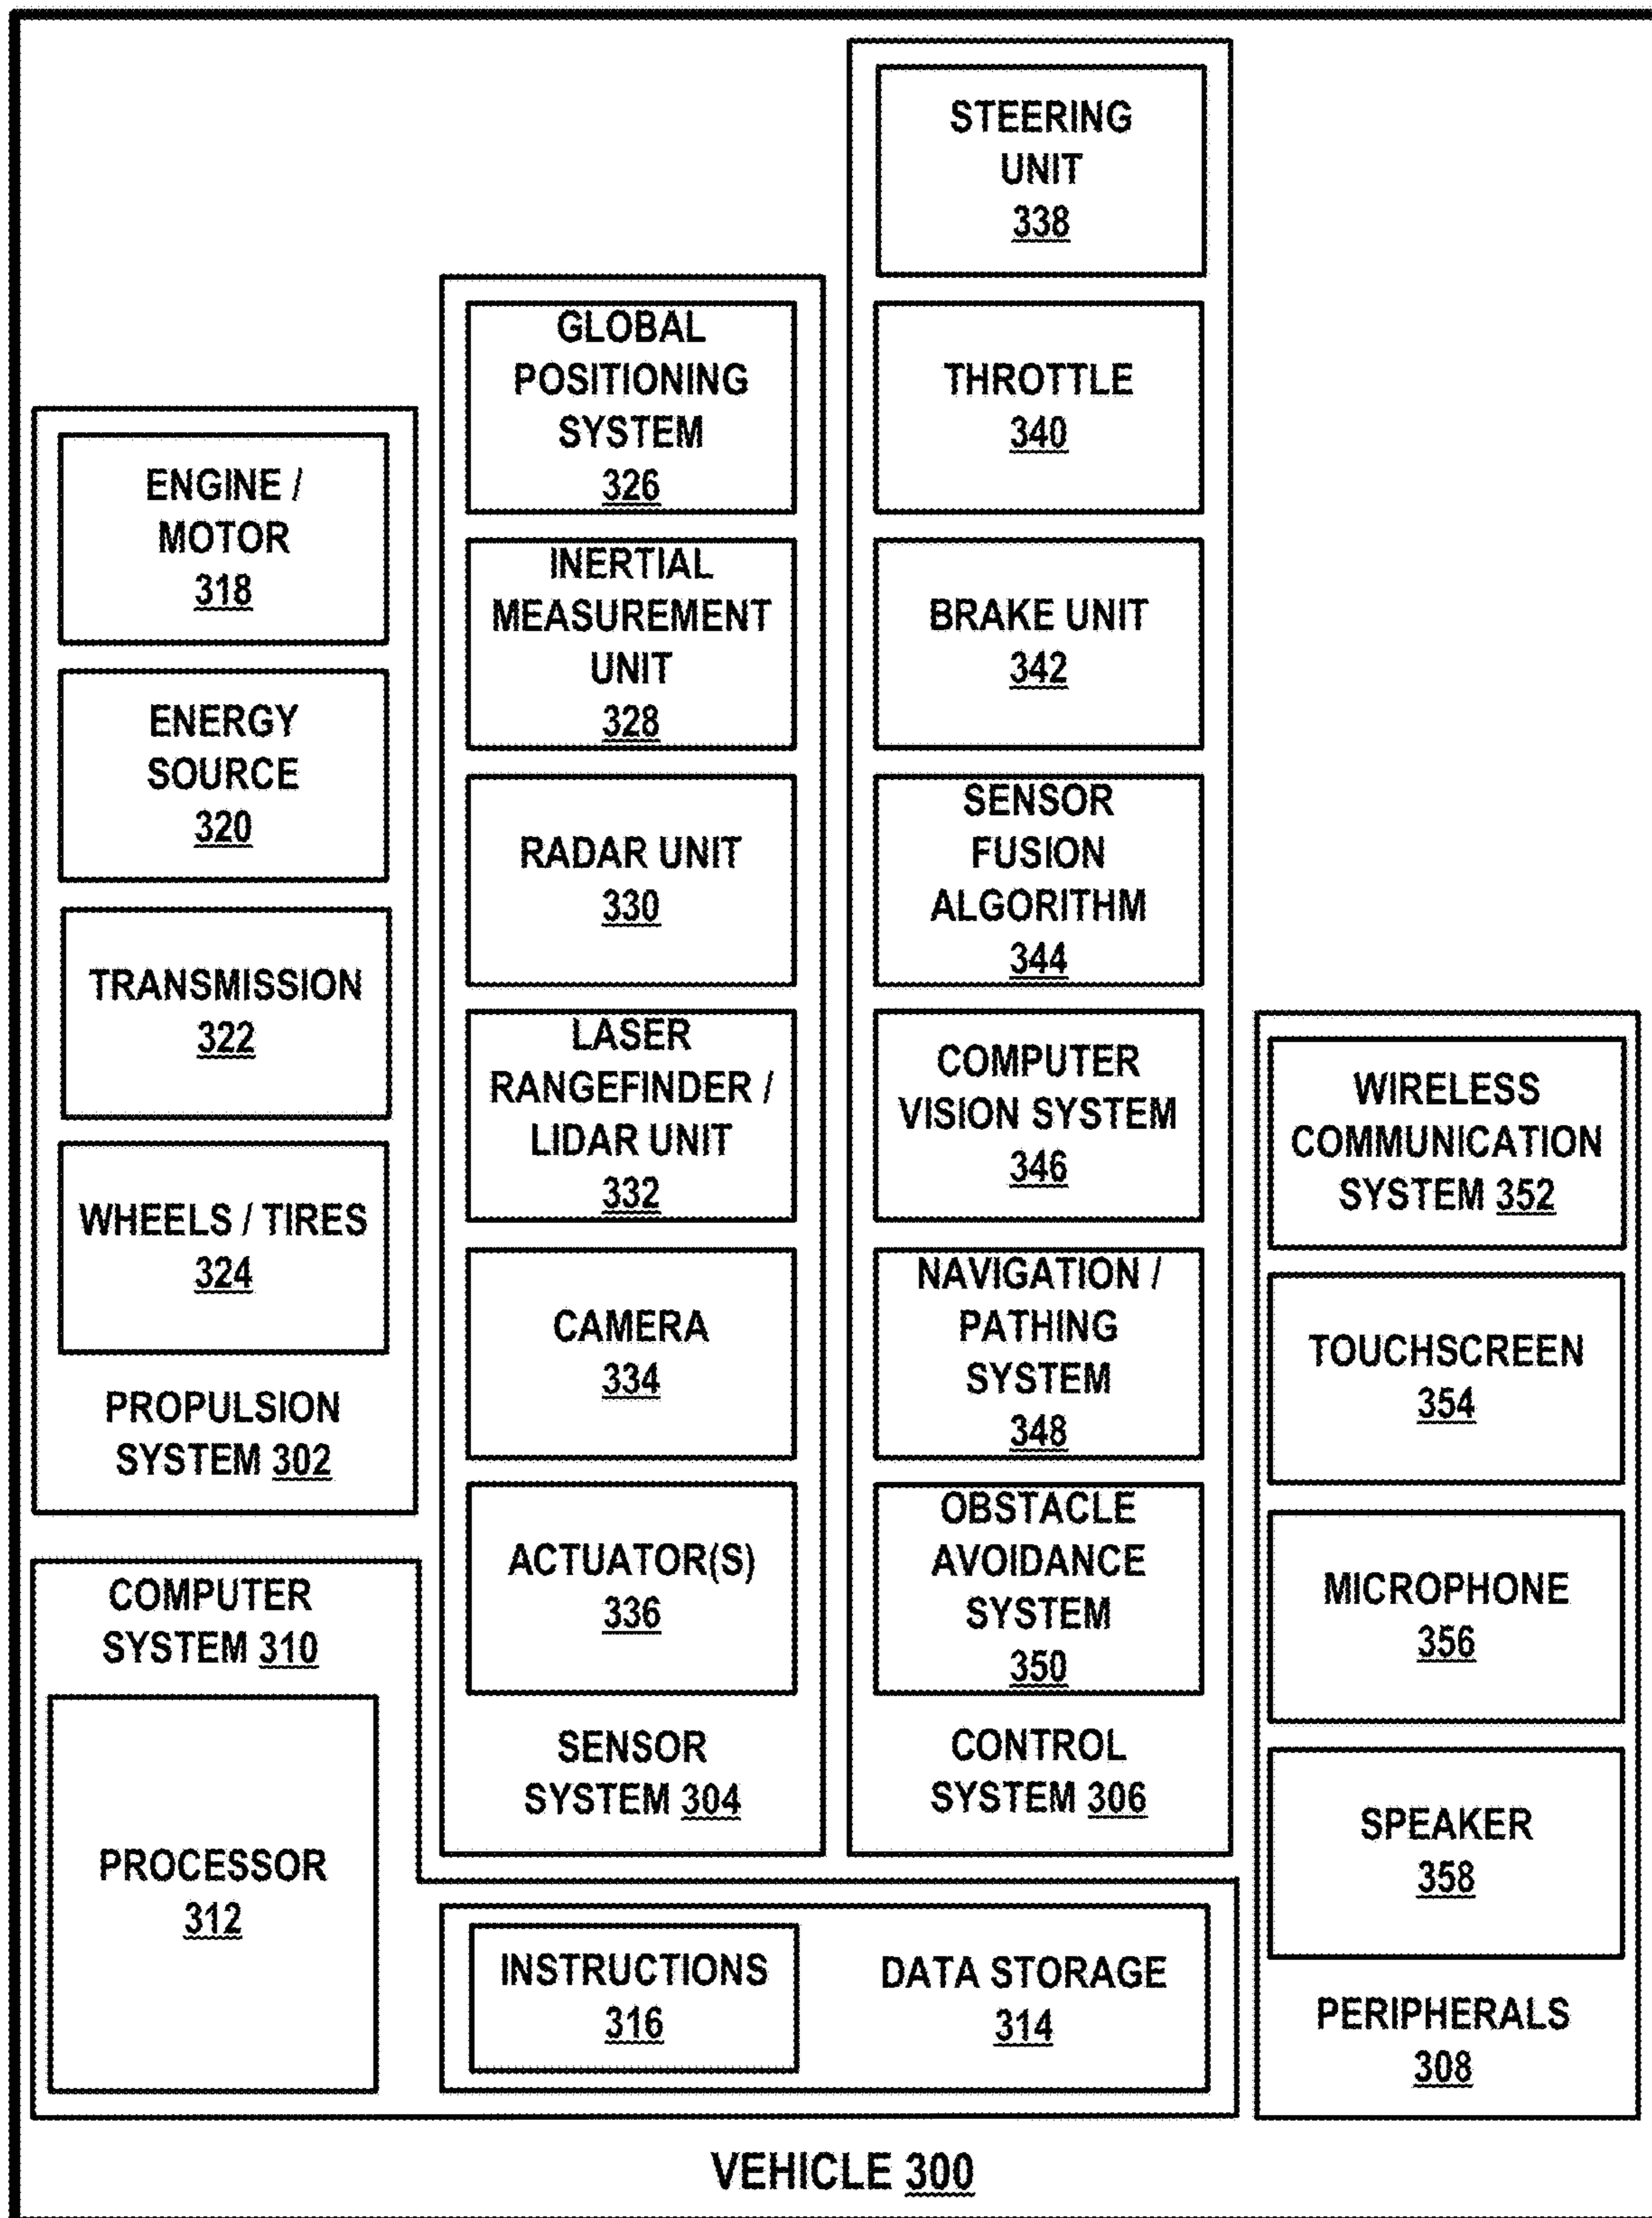 ENGINE /
MOTOR
318
ENERGY
SOURCE
320
TRANSMISSION
322
WHEELS / TIRES
324
PROPULSION
SYSTEM 302
GLOBAL
POSITIONING
SYSTEM
326
INERTIAL
MEASUREMENT
UNIT
328
RADAR UNIT
330
LASER
RANGEFINDER /
LIDAR UNIT
332
CAMERA
334
ACTUATOR(S)
336
SENSOR
SYSTEM 304
STEERING
UNIT
338
THROTTLE
340
BRAKE UNIT
342
SENSOR
FUSION
ALGORITHM
344
COMPUTER
VISION SYSTEM
346
NAVIGATION /
PATHING
SYSTEM
348
OBSTACLE
AVOIDANCE
SYSTEM
350
CONTROL
SYSTEM 306
WIRELESS
COMMUNICATION
SYSTEM 352
TOUCHSCREEN
354
MICROPHONE
356
SPEAKER
358
PERIPHERALS
308
COMPUTER
SYSTEM 310
PROCESSOR
312
INSTRUCTIONS
316
DATA STORAGE
314
VEHICLE 300